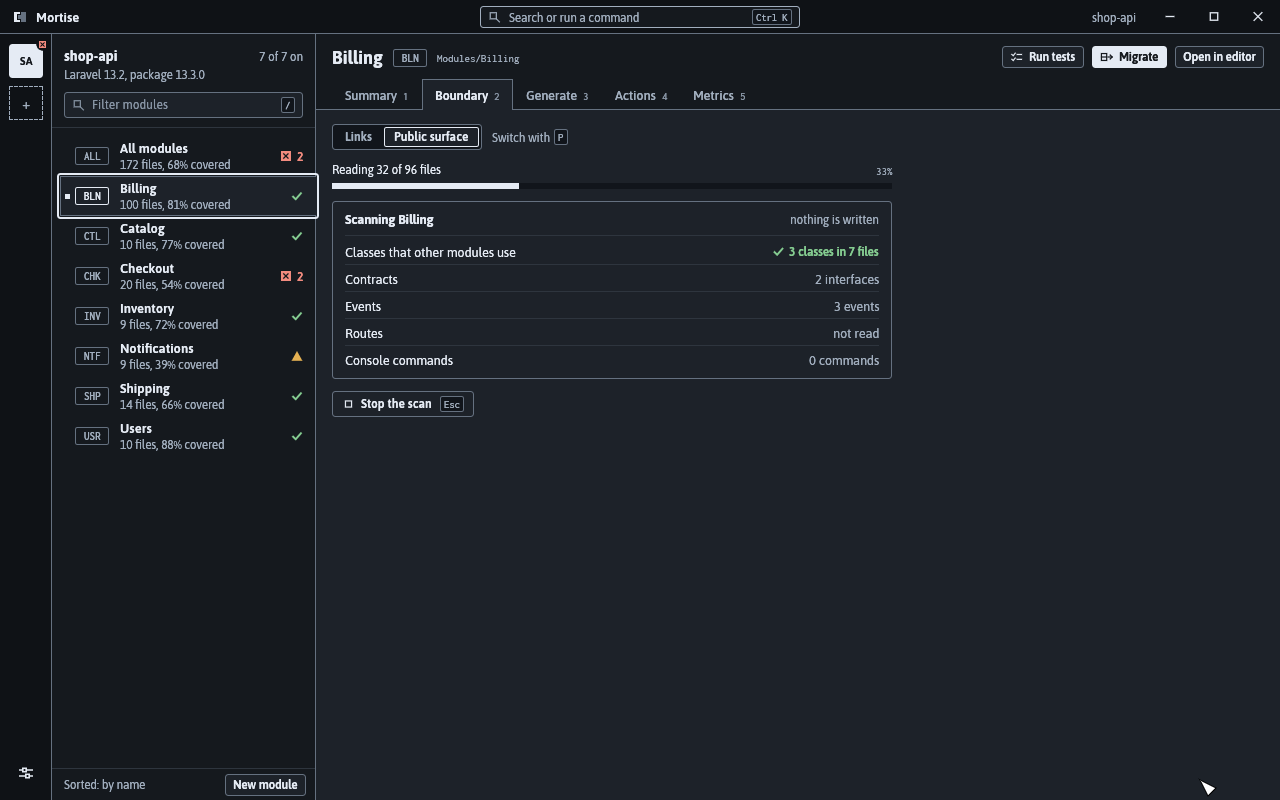 Mortise
Search or run a command
Ctrl K
shop-api
SA
shop-api
7 of 7 on
Laravel 13.2, package 13.3.0
Filter modules
/
+
ALL
All modules
172 files, 68% covered
2
BLN
Billing
100 files, 81% covered
CTL
Catalog
10 files, 77% covered
CHK
Checkout
20 files, 54% covered
2
INV
Inventory
9 files, 72% covered
NTF
Notifications
9 files, 39% covered
SHP
Shipping
14 files, 66% covered
USR
Users
10 files, 88% covered
Sorted: by name
New module
Billing
BLN
Modules/Billing
Run tests
Migrate
Open in editor
Summary 1
Boundary 2
Generate 3
Actions 4
Metrics 5
Links
Public surface
Switch with P
Reading 32 of 96 files
33%
Scanning Billing
nothing is written
Classes that other modules use
3 classes in 7 files
Contracts
2 interfaces
Events
3 events
Routes
not read
Console commands
0 commands
Stop the scan
Esc